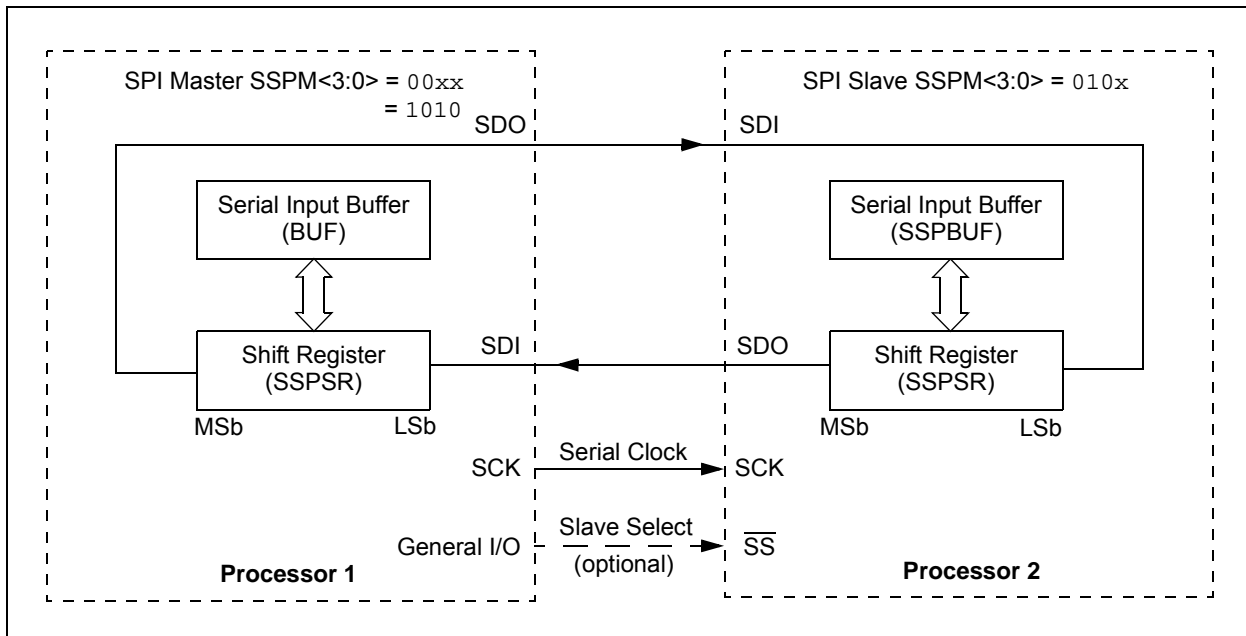 SPI Master SSPM<3:0> = 00xx
= 1010
SPI Slave SSPM<3:0> = 010x
SDO
SDI
Serial Input Buffer
(BUF)
Serial Input Buffer
(SSPBUF)
SDI
SDO
Shift Register
(SSPSR)
Shift Register
(SSPSR)
MSb
LSb
MSb
LSb
SCK
Serial Clock
SCK
General I/O
Slave Select
(optional)
S̅S̅
Processor 1
Processor 2